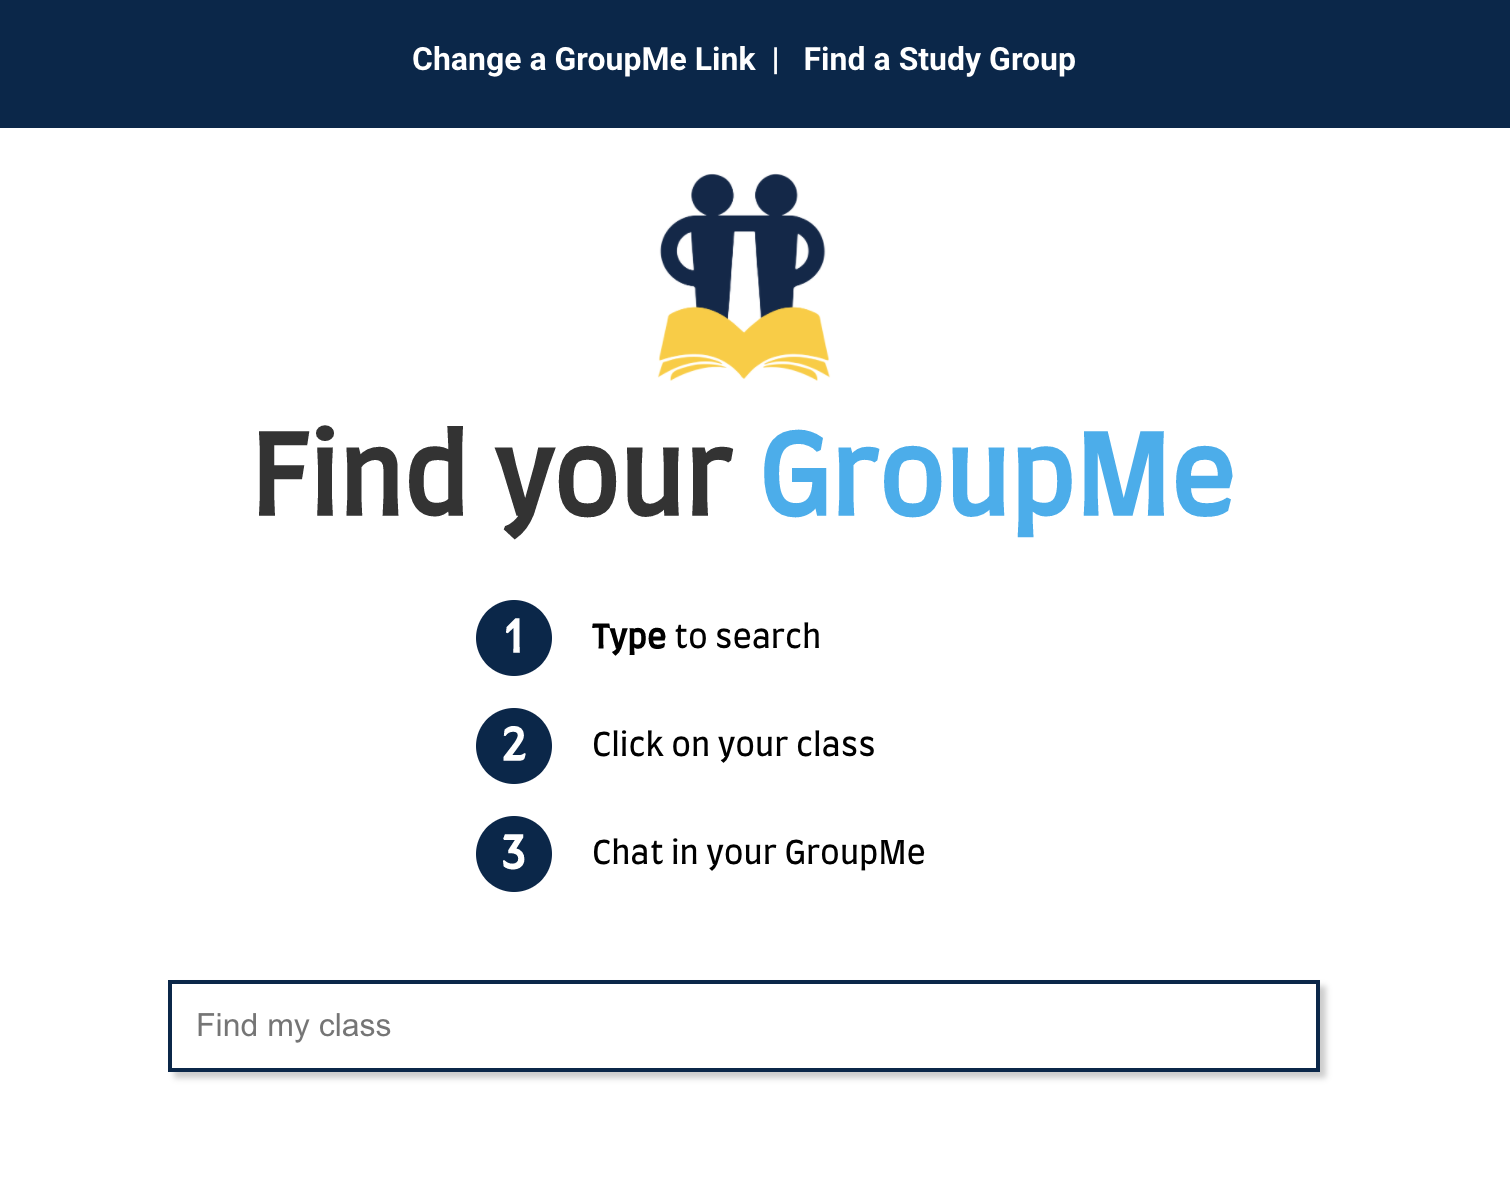 Change a GroupMe Link | Find a Study Group
Find your GroupMe
1 Type to search
2 Click on your class
3 Chat in your GroupMe
Find my class